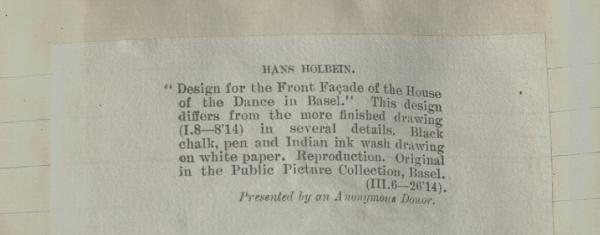 HANS HOLBEIN.
"Design for the Front Façade of the House
of the Dance in Basel." This design
differs from the more finished drawing
(I.8—8'14) in several details. Black
chalk, pen and Indian ink wash drawing
on white paper. Reproduction. Original
in the Public Picture Collection, Basel.
(III.6—26'14).
Presented by an Anonymous Donor.